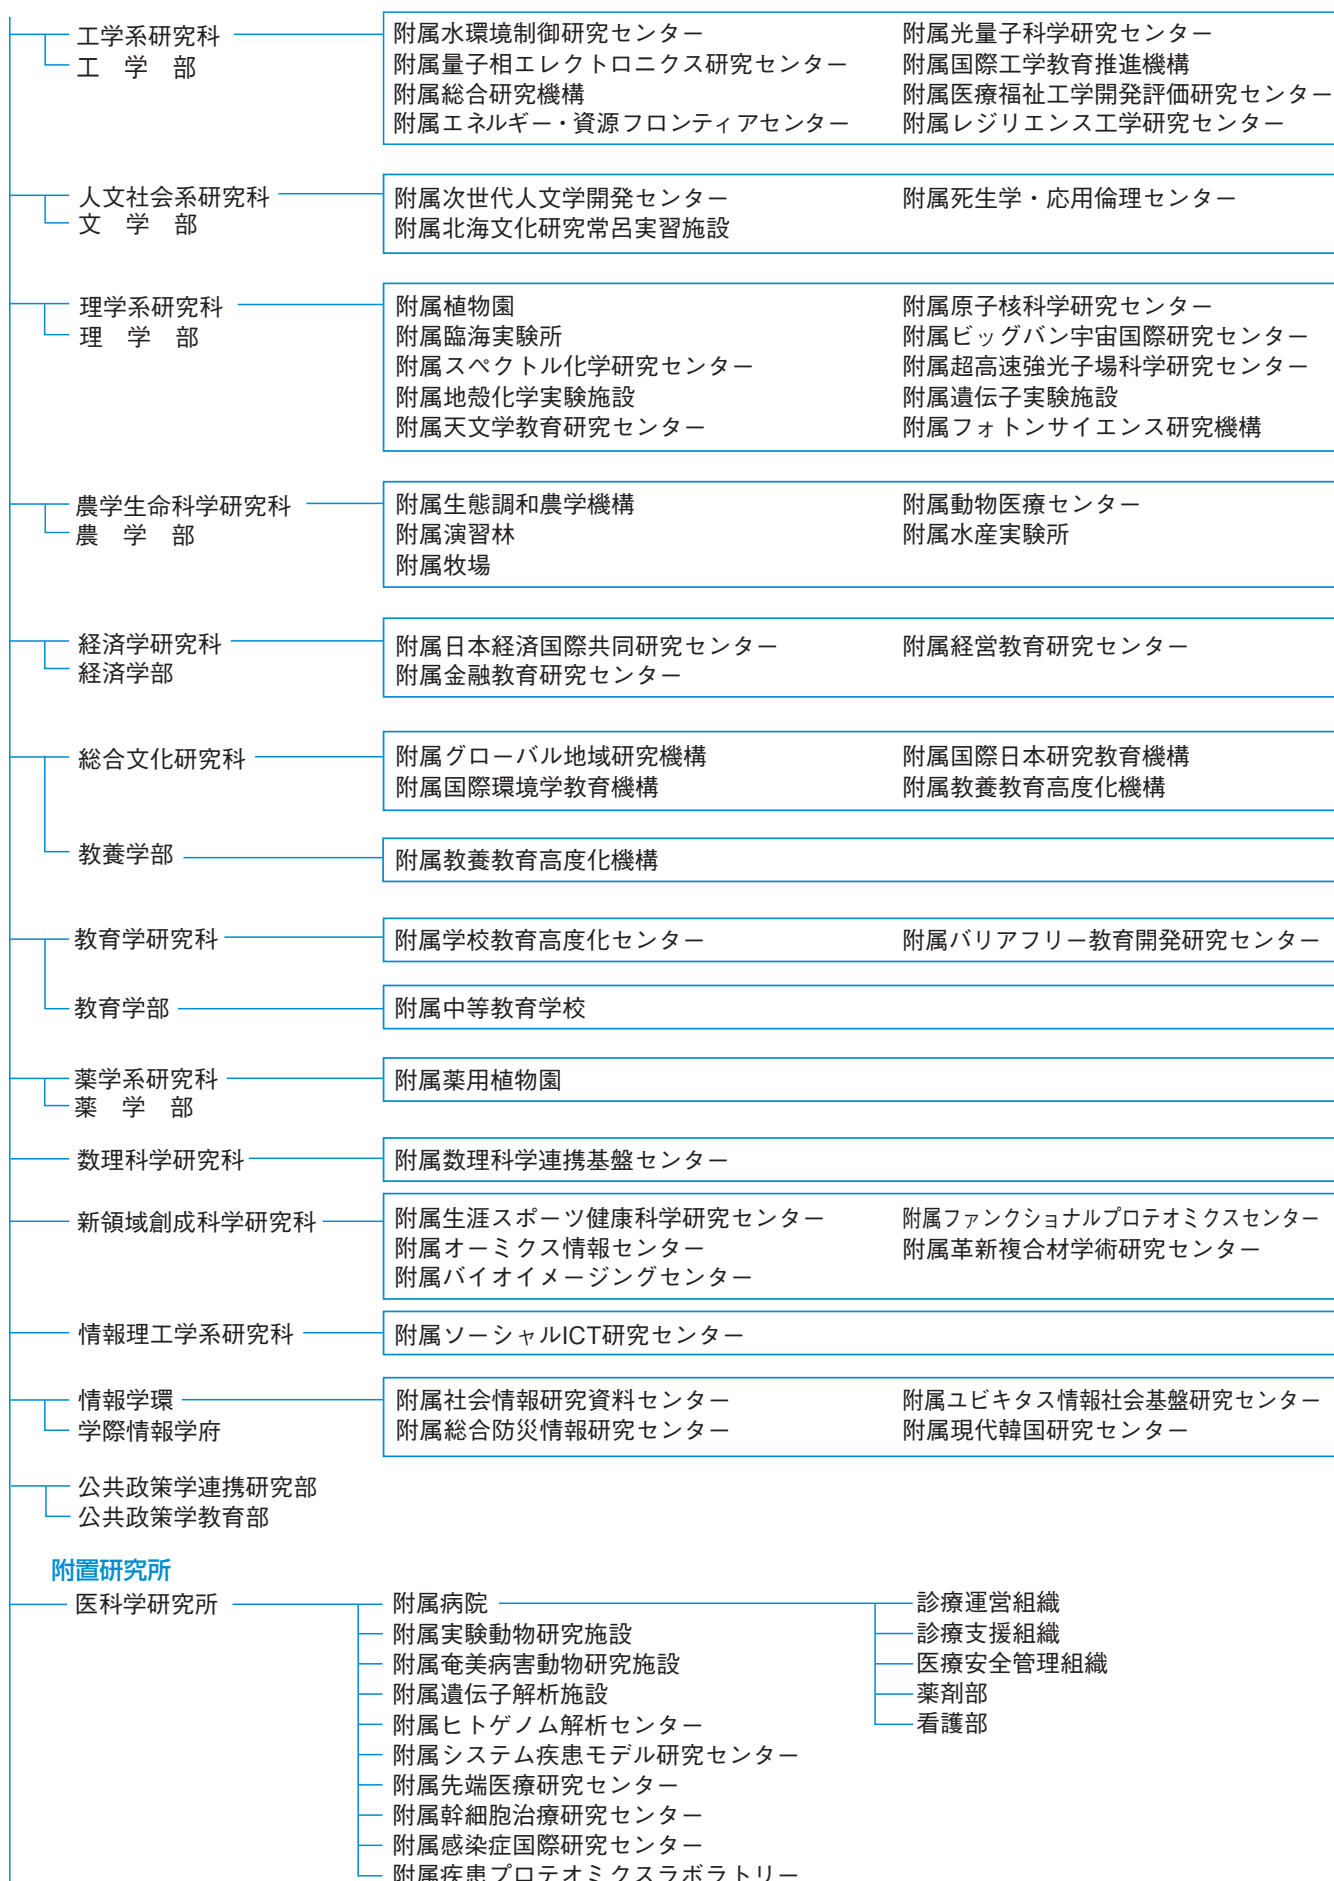 工学系研究科
工　学　部
附属水環境制御研究センター　附属光量子科学研究センター
附属量子相エレクトロニクス研究センター　附属国際工学教育推進機構
附属総合研究機構　附属医療福祉工学開発評価研究センター
附属エネルギー・資源フロンティアセンター　附属レジリエンス工学研究センター
人文社会系研究科
文　学　部
附属次世代人文学開発センター　附属死生学・応用倫理センター
附属北海文化研究常呂実習施設
理学系研究科
理　学　部
附属植物園　附属原子核科学研究センター
附属臨海実験所　附属ビッグバン宇宙国際研究センター
附属スペクトル化学研究センター　附属超高速強光子場科学研究センター
附属地殻化学実験施設　附属遺伝子実験施設
附属天文学教育研究センター　附属フォトンサイエンス研究機構
農学生命科学研究科
農　学　部
附属生態調和農学機構　附属動物医療センター
附属演習林　附属水産実験所
附属牧場
経済学研究科
経済学部
附属日本経済国際共同研究センター　附属経営教育研究センター
附属金融教育研究センター
総合文化研究科
附属グローバル地域研究機構　附属国際日本研究教育機構
附属国際環境学教育機構　附属教養教育高度化機構
教養学部
附属教養教育高度化機構
教育学研究科
附属学校教育高度化センター　附属バリアフリー教育開発研究センター
教育学部
附属中等教育学校
薬学系研究科
薬　学　部
附属薬用植物園
数理科学研究科
附属数理科学連携基盤センター
新領域創成科学研究科
附属生涯スポーツ健康科学研究センター　附属ファンクショナルプロテオミクスセンター
附属オーミクス情報センター　附属革新複合材学術研究センター
附属バイオイメージングセンター
情報理工学系研究科
附属ソーシャルICT研究センター
情報学環
学際情報学府
附属社会情報研究資料センター　附属ユビキタス情報社会基盤研究センター
附属総合防災情報研究センター　附属現代韓国研究センター
公共政策学連携研究部
公共政策学教育部
附置研究所
医科学研究所
附属病院　診療運営組織
附属実験動物研究施設　診療支援組織
附属奄美病害動物研究施設　医療安全管理組織
附属遺伝子解析施設　薬剤部
附属ヒトゲノム解析センター　看護部
附属システム疾患モデル研究センター
附属先端医療研究センター
附属幹細胞治療研究センター
附属感染症国際研究センター
附属疾患プロテオミクスラボラトリー